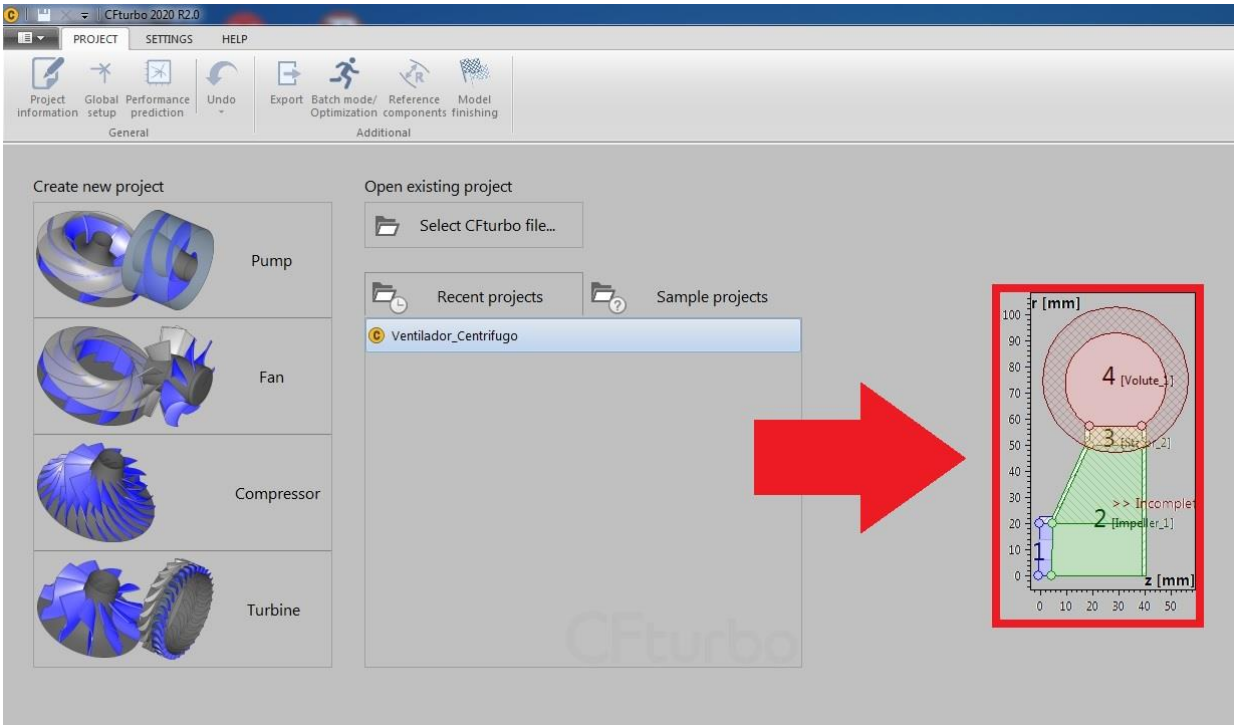 CFturbo 2020 R2.0
PROJECT SETTINGS HELP
Project information
Global setup
Performance prediction
Undo
Export
Batch mode/ Optimization
Reference components
Model finishing
General
Additional
Create new project
Open existing project
Pump
Fan
Compressor
Turbine
Select CFturbo file...
Recent projects
Sample projects
Ventilador_Centrifugo
CFturbo
r [mm]
100
90
80
70
60
50
40
30
20
10
0
4 [Volute_1]
3
>> Incomplet
2 [Impeller_1]
1
z [mm]
0 10 20 30 40 50